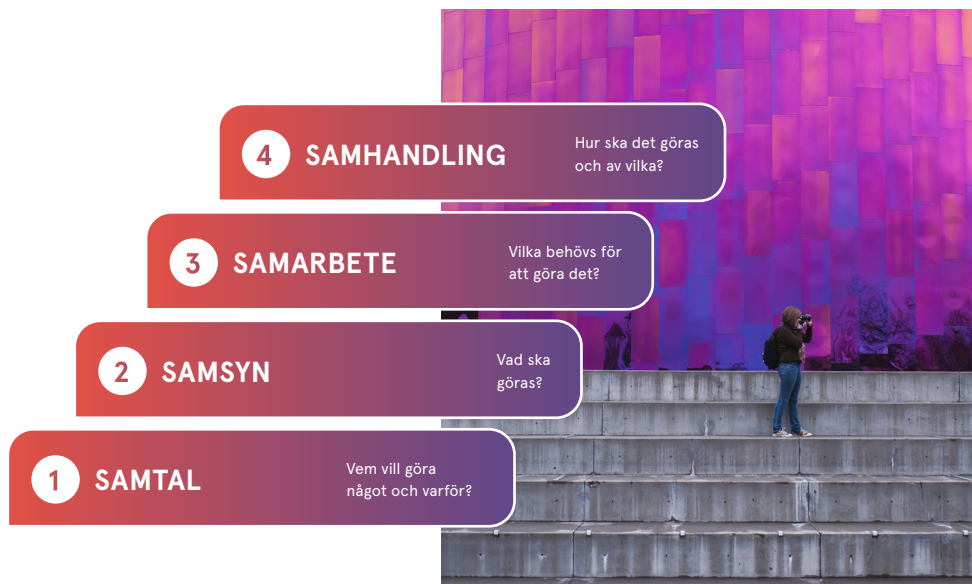 4 SAMHANDLING
Hur ska det göras
och av vilka?
3 SAMARBETE
Vilka behövs för
att göra det?
2 SAMSYN
Vad ska
göras?
1 SAMTAL
Vem vill göra
något och varför?